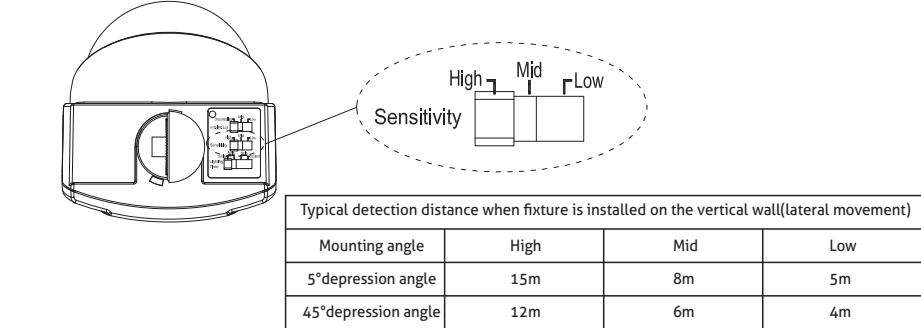 High Mid Low
Sensitivity
Sensitivity
Typical detection distance when fixture is installed on the vertical wall(lateral movement)
Mounting angle High Mid Low
5°depression angle 15m 8m 5m
45°depression angle 12m 6m 4m